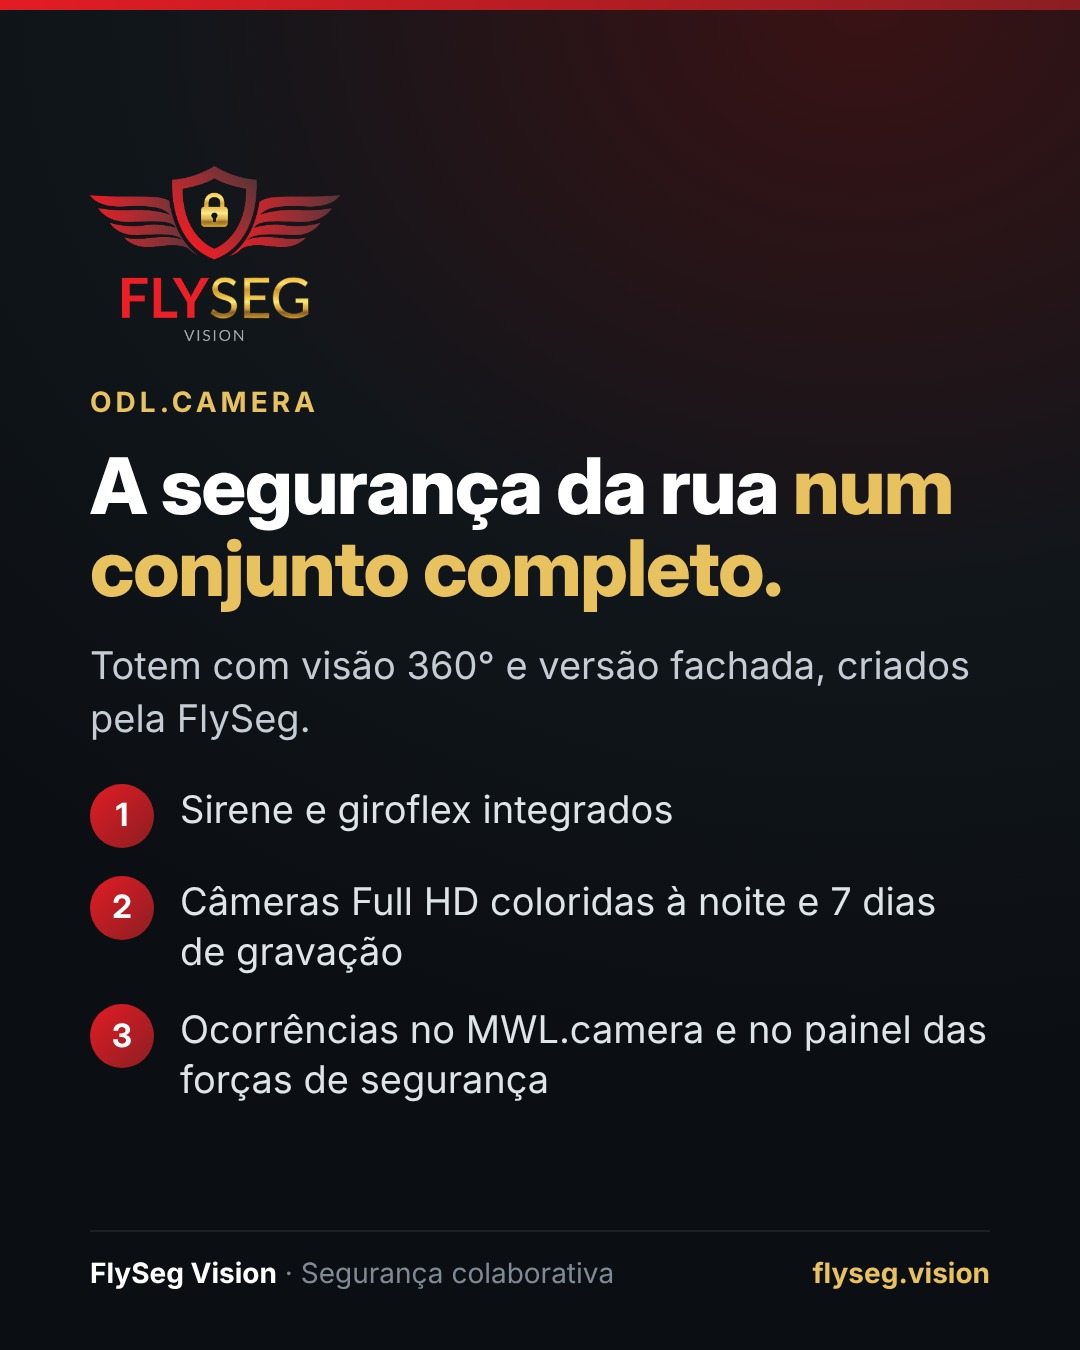 FLYSEG
VISION
ODL.CAMERA
A segurança da rua num
conjunto completo.
Totem com visão 360° e versão fachada, criados
pela FlySeg.
1 Sirene e giroflex integrados
2 Câmeras Full HD coloridas à noite e 7 dias
de gravação
3 Ocorrências no MWL.camera e no painel das
forças de segurança
FlySeg Vision · Segurança colaborativa flyseg.vision